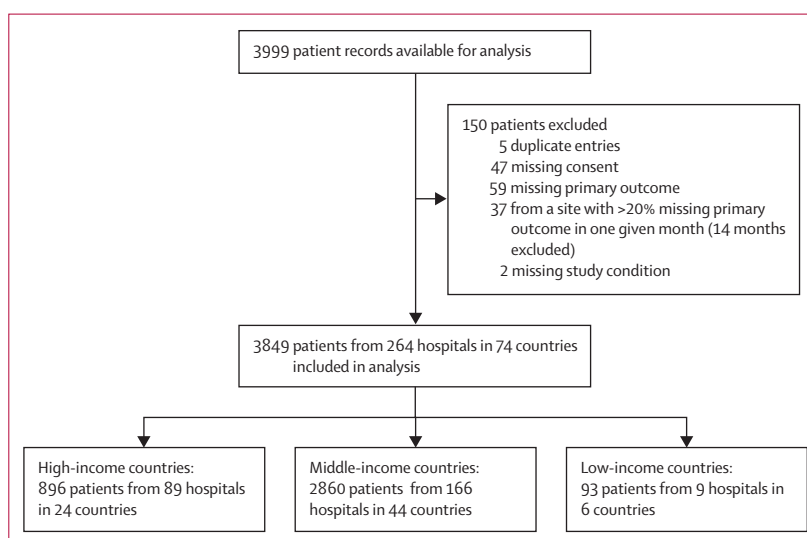 3999 patient records available for analysis
150 patients excluded
5 duplicate entries
47 missing consent
59 missing primary outcome
37 from a site with >20% missing primary
outcome in one given month (14 months
excluded)
2 missing study condition
3849 patients from 264 hospitals in 74 countries
included in analysis
High-income countries:
896 patients from 89 hospitals
in 24 countries
Middle-income countries:
2860 patients from 166
hospitals in 44 countries
Low-income countries:
93 patients from 9 hospitals in
6 countries